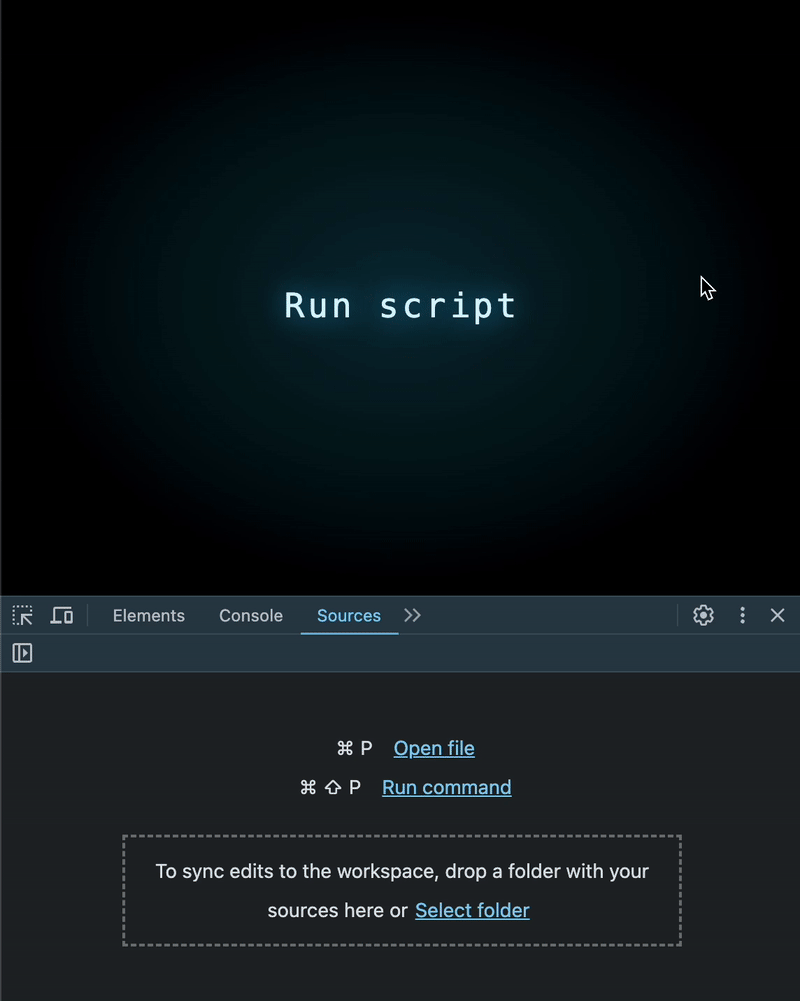 Run script
Elements Console Sources
⌘ P Open file
⌘ ⇧ P Run command
To sync edits to the workspace, drop a folder with your
sources here or Select folder